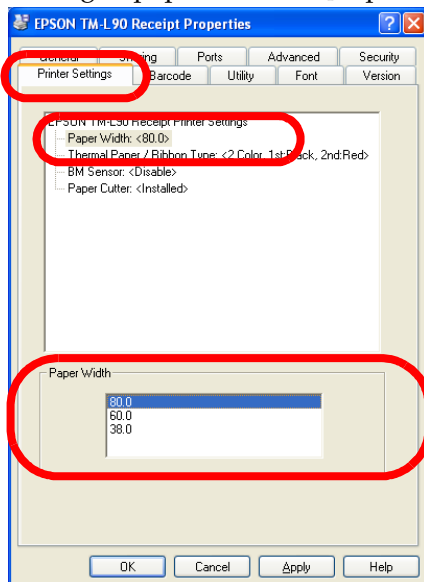 EPSON TM-L90 Receipt Properties
General Sharing Ports Advanced Security
Printer Settings Barcode Utility Font Version
EPSON TM-L90 Receipt Printer Settings
Paper Width: <80.0>
Thermal Paper / Ribbon Type: <2 Color, 1st:Black, 2nd:Red>
BM Sensor: <Disable>
Paper Cutter: <Installed>
Paper Width
80.0
60.0
38.0
OK Cancel Apply Help